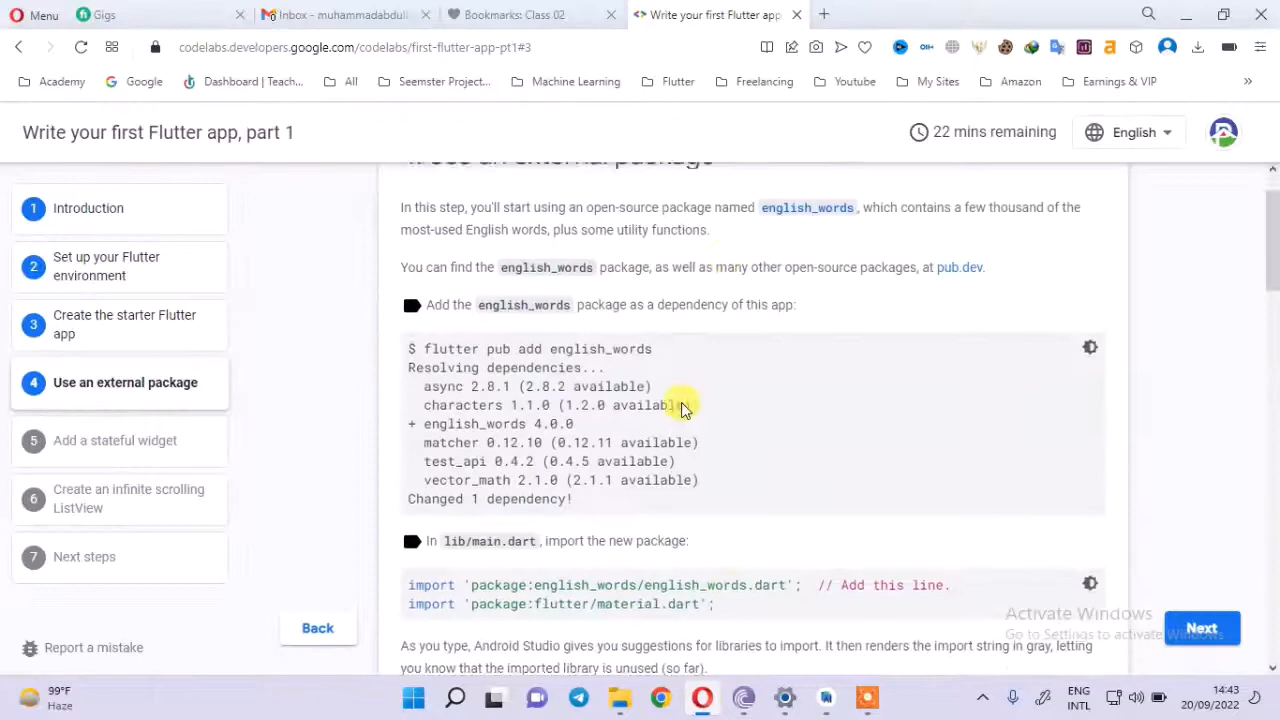 Menu
Gigs
Inbox - muhammadabdull
Bookmarks: Class 02
Write your first Flutter app
codelabs.developers.google.com/codelabs/first-flutter-app-pt1#3
Academy
Google
Dashboard | Teach...
All
Seemster Project...
Machine Learning
Flutter
Freelancing
Youtube
My Sites
Amazon
Earnings & VIP
Write your first Flutter app, part 1
22 mins remaining
English
1 Introduction
2 Set up your Flutter
environment
3 Create the starter Flutter
app
4 Use an external package
5 Add a stateful widget
6 Create an infinite scrolling
ListView
7 Next steps
Report a mistake
Use an external package
In this step, you'll start using an open-source package named english_words, which contains a few thousand of the
most-used English words, plus some utility functions.
You can find the english_words package, as well as many other open-source packages, at pub.dev.
Add the english_words package as a dependency of this app:
$ flutter pub add english_words
Resolving dependencies...
async 2.8.1 (2.8.2 available)
characters 1.1.0 (1.2.0 available)
+ english_words 4.0.0
matcher 0.12.10 (0.12.11 available)
test_api 0.4.2 (0.4.5 available)
vector_math 2.1.0 (2.1.1 available)
Changed 1 dependency!
In lib/main.dart, import the new package:
import 'package:english_words/english_words.dart';  // Add this line.
import 'package:flutter/material.dart';
As you type, Android Studio gives you suggestions for libraries to import. It then renders the import string in gray, letting
you know that the imported library is unused (so far).
Back
Next
Activate Windows
Go to Settings to activate Windows.
99°F
Haze
ENG
INTL
14:43
20/09/2022